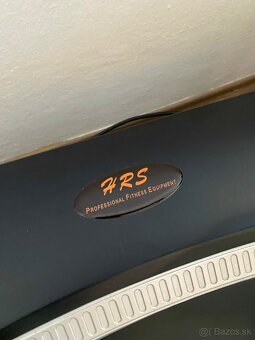 HRS
PROFESSIONAL FITNESS EQUIPMENT
Bazos.sk